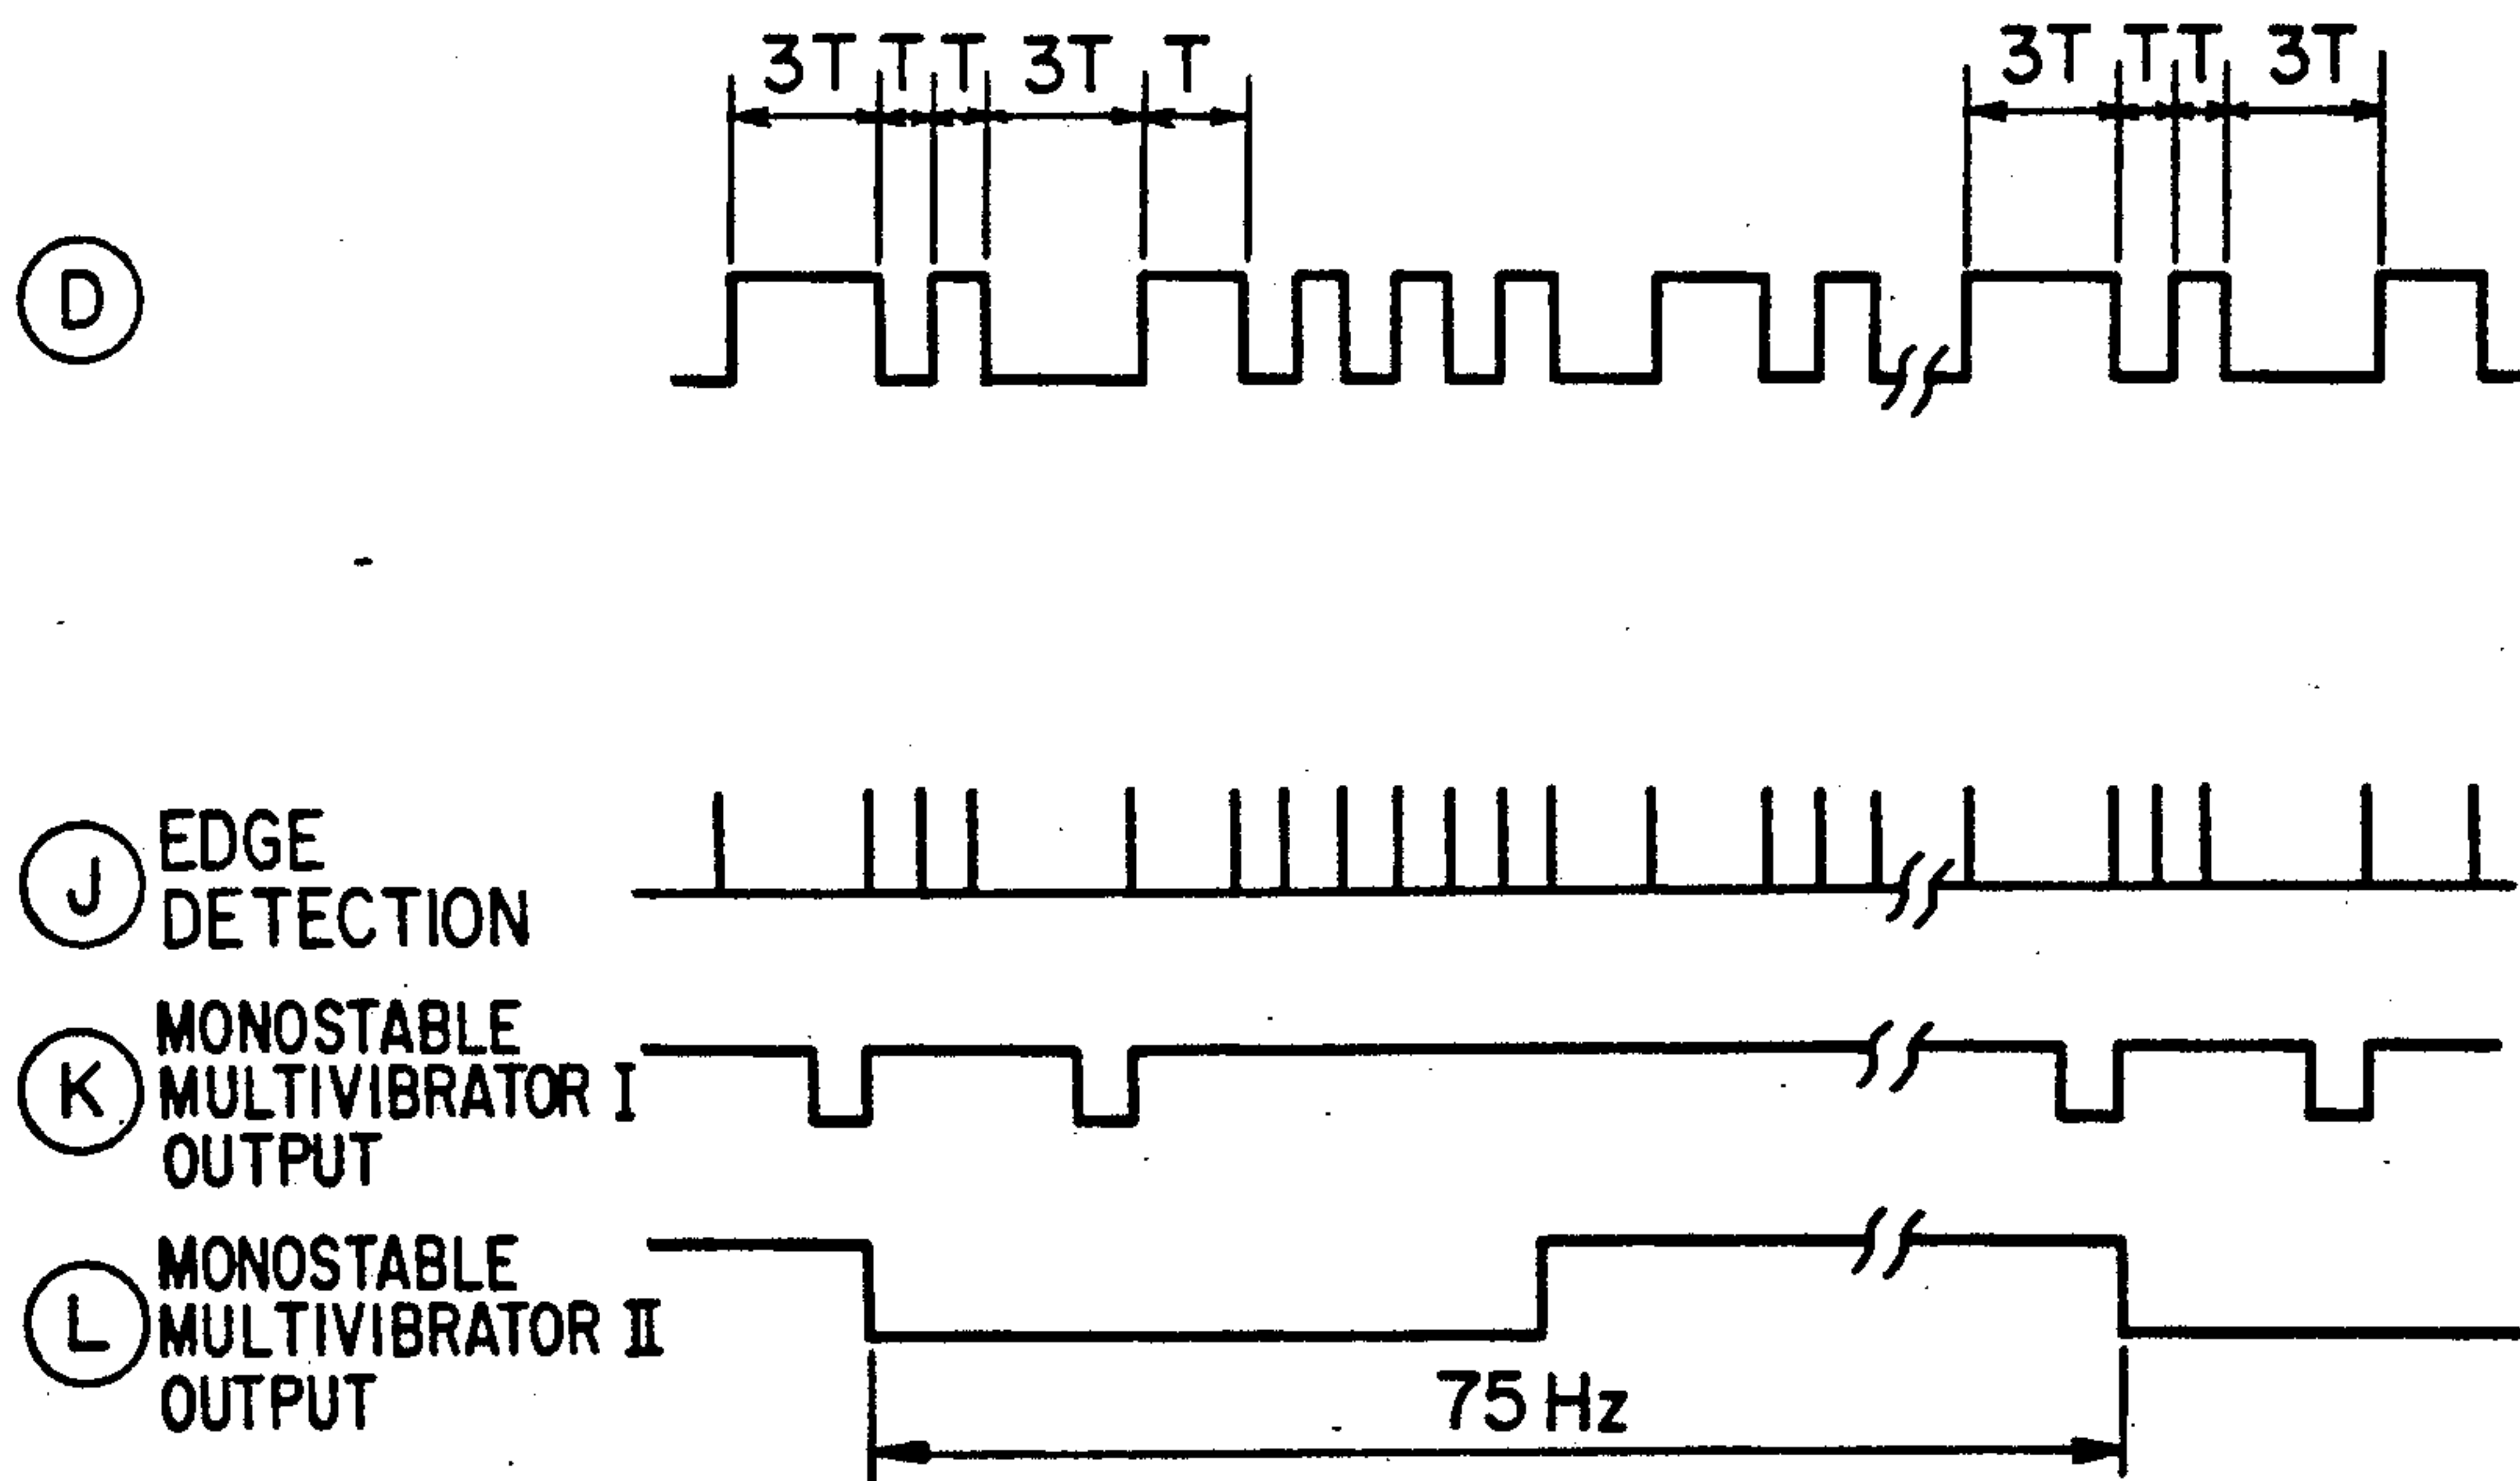 3T T T 3T T
3T T T 3T
D
J EDGE
DETECTION
K MONOSTABLE
MULTIVIBRATOR I
OUTPUT
L MONOSTABLE
MULTIVIBRATOR II
OUTPUT
75 Hz